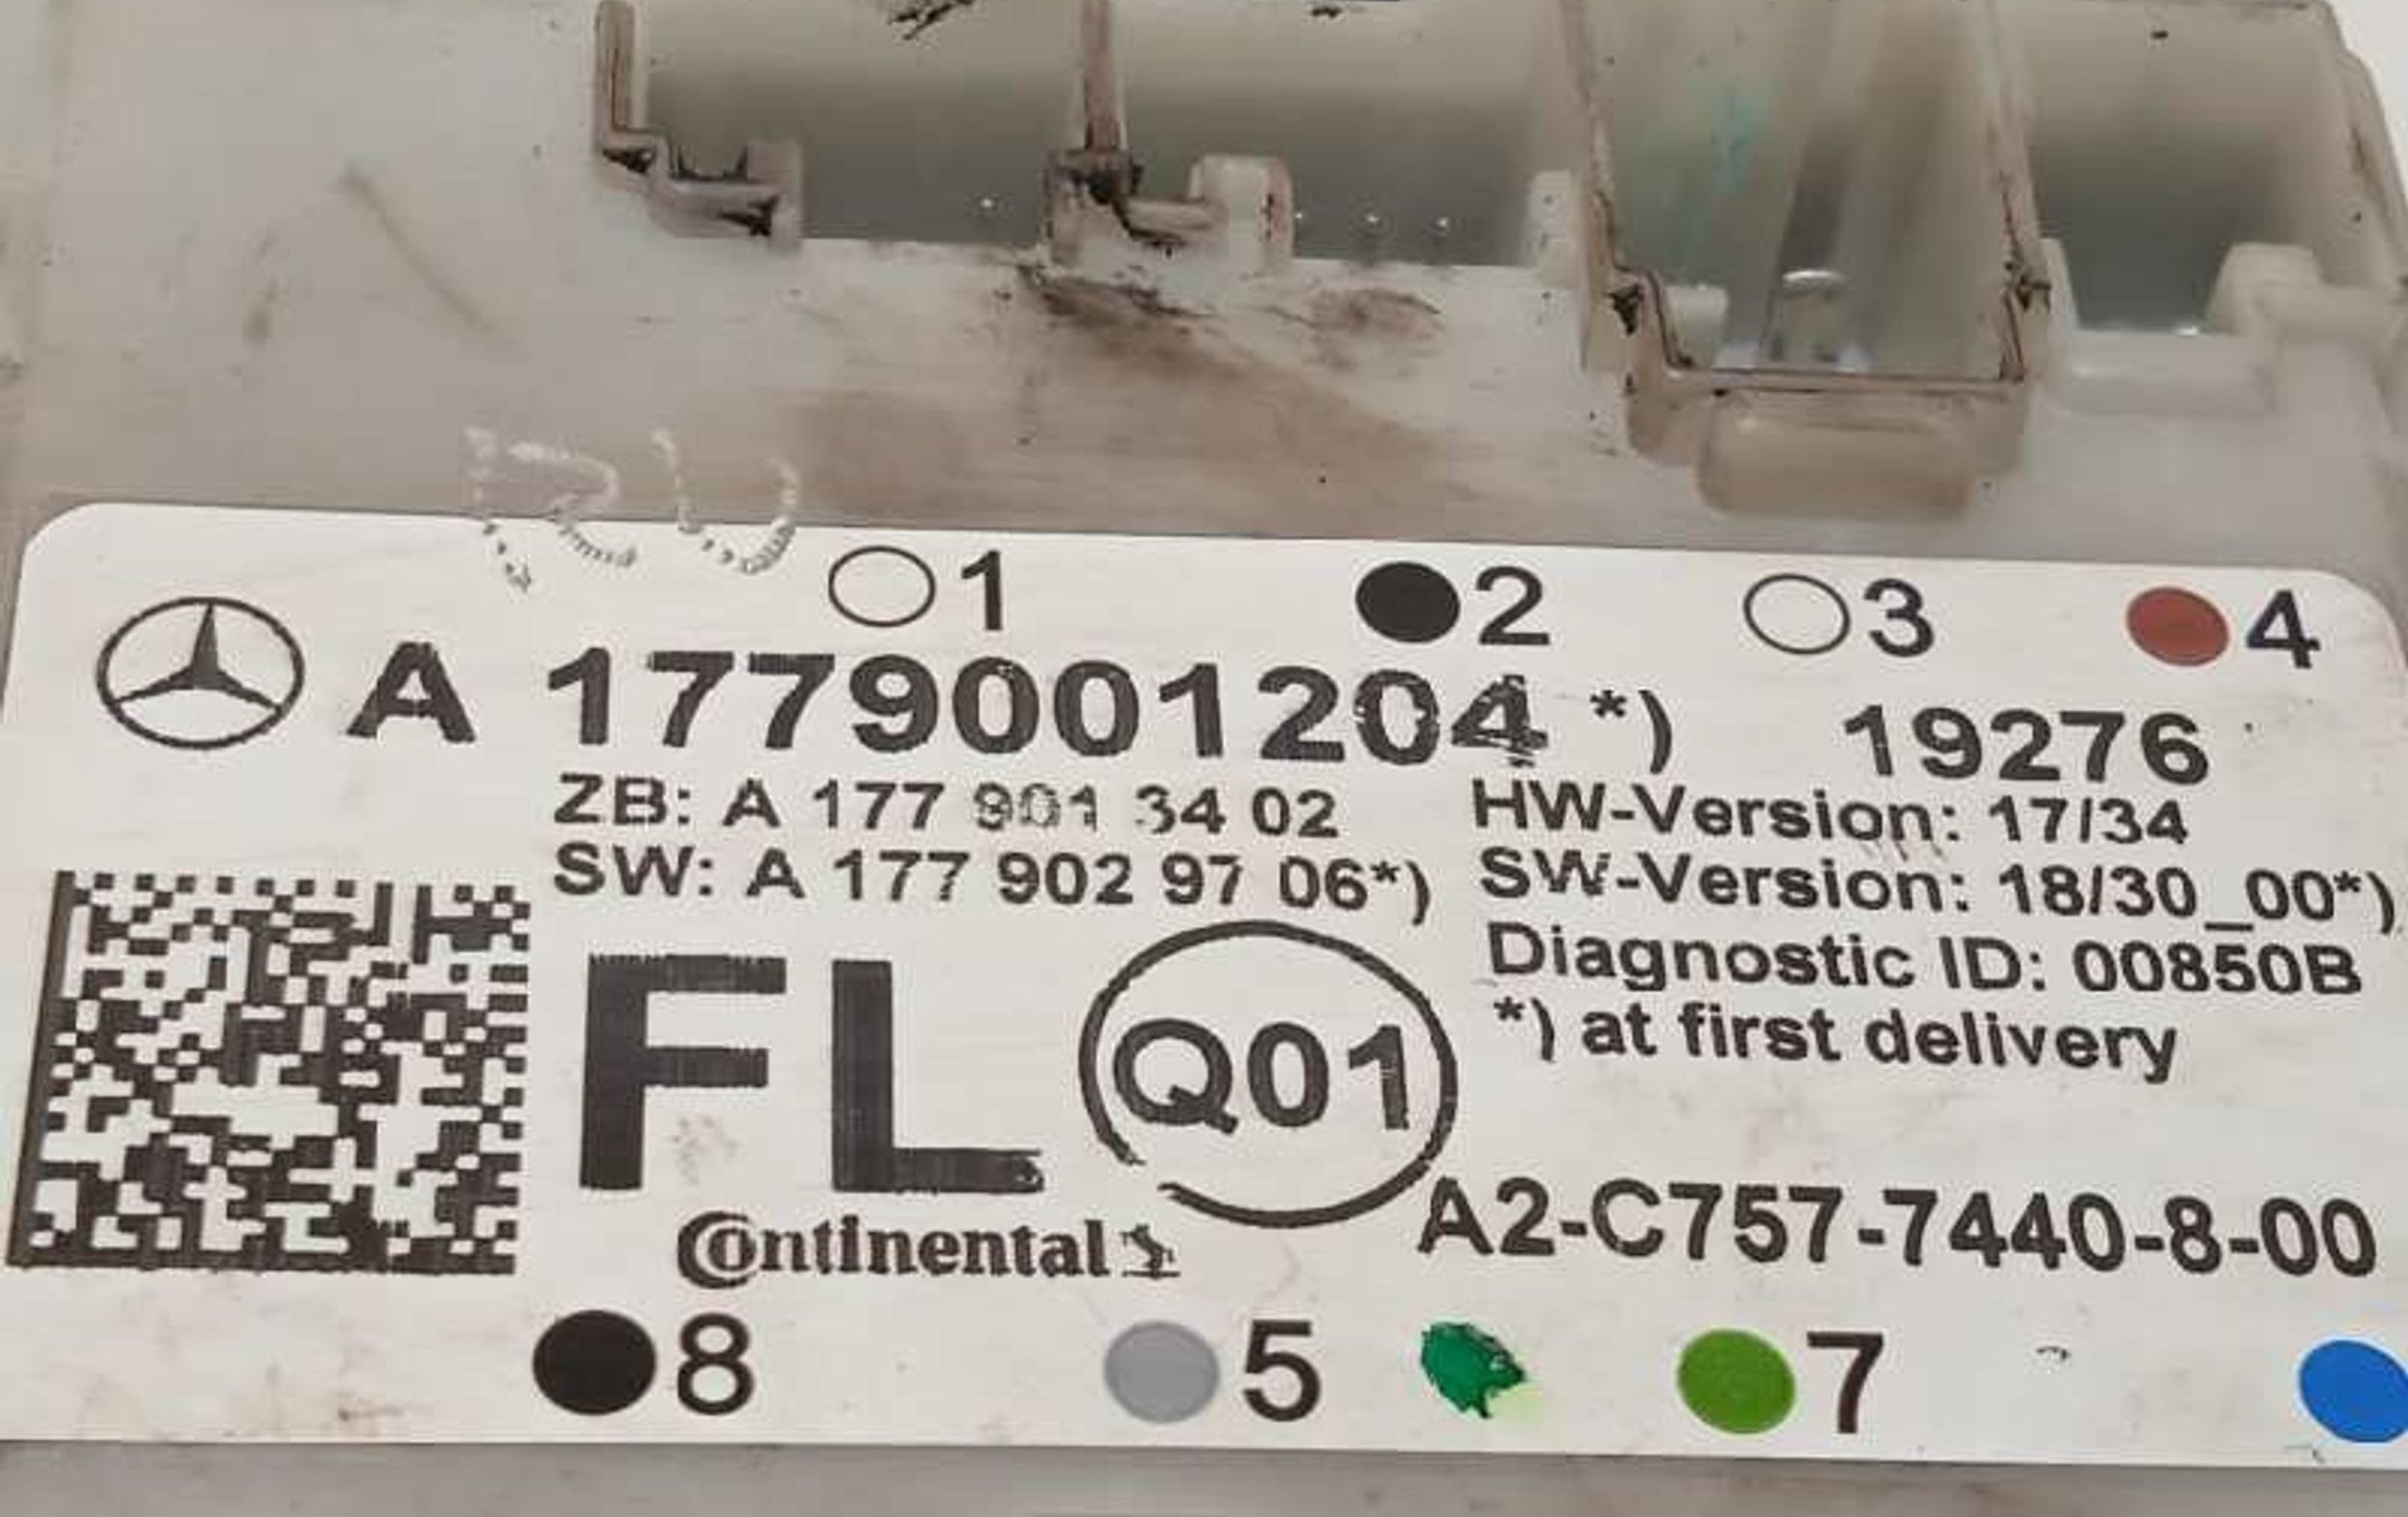 RU
1 2 3 4
A 1779001204 *) 19276
ZB: A 177 901 34 02
HW-Version: 17/34
SW: A 177 902 97 06*)
SW-Version: 18/30_00*)
Diagnostic ID: 00850B
*) at first delivery
FL Q01
A2-C757-7440-8-00
Continental
8 5 7